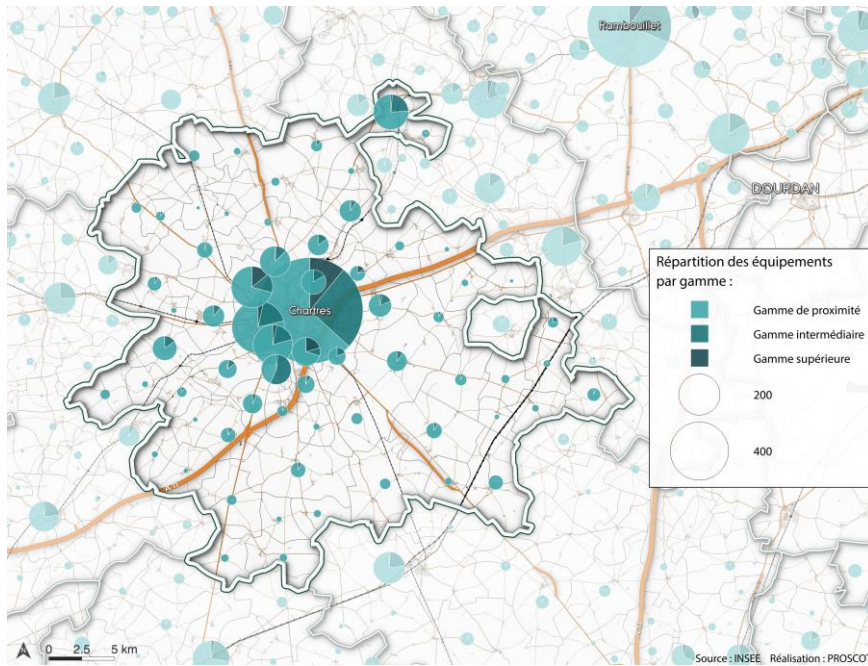 Rambouillet
DOURDAN
Chartres
A 11
Répartition des équipements
par gamme :
Gamme de proximité
Gamme intermédiaire
Gamme supérieure
200
400
0 2.5 5 km
Source : INSEE Réalisation : PROSCOT